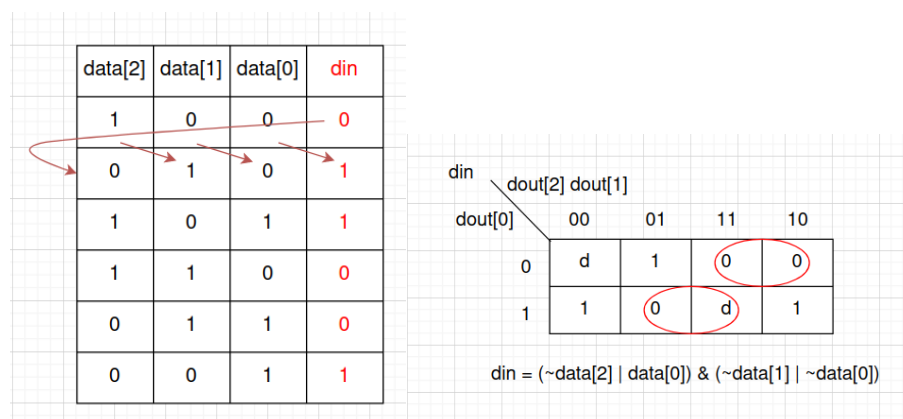 data[2] data[1] data[0] din
1 0 0 0
0 1 0 1
1 0 1 1
1 1 0 0
0 1 1 0
0 0 1 1
din
dout[2] dout[1]
dout[0] 00 01 11 10
0 d 1 0 0
1 1 0 d 1
din = (~data[2] | data[0]) & (~data[1] | ~data[0])